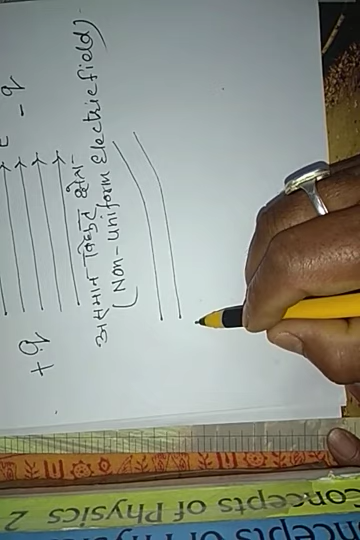 +q
- q
E
असमान विद्युत क्षेत्र-
(Non-uniform Electric field)-
Concepts of Physics 2